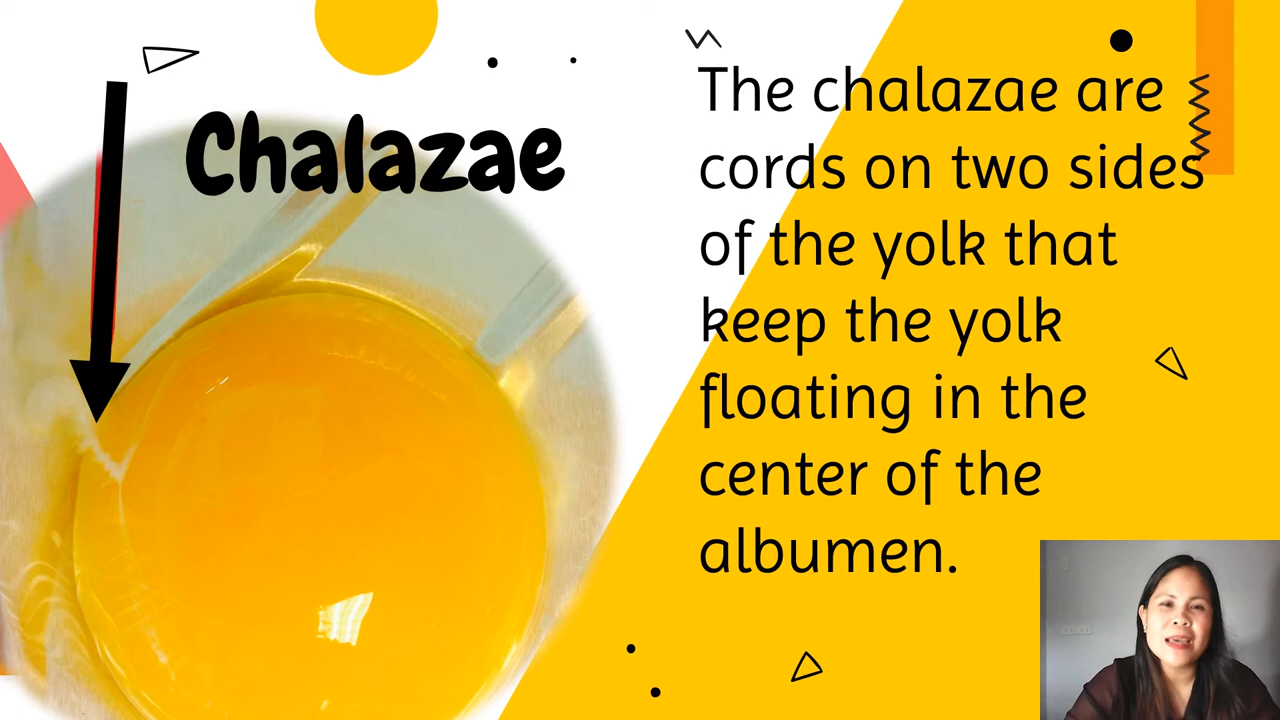 Chalazae
The chalazae are
cords on two sides
of the yolk that
keep the yolk
floating in the
center of the
albumen.